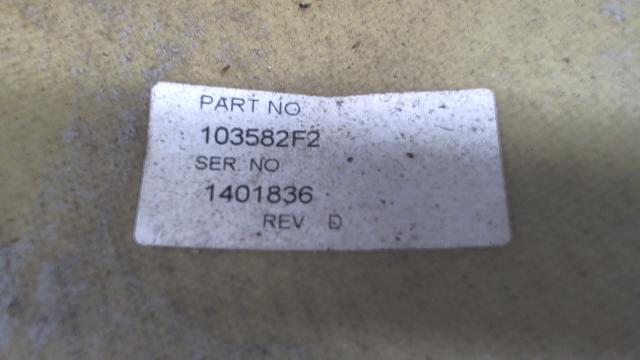 PART NO
103582F2
SER. NO
1401836
REV D